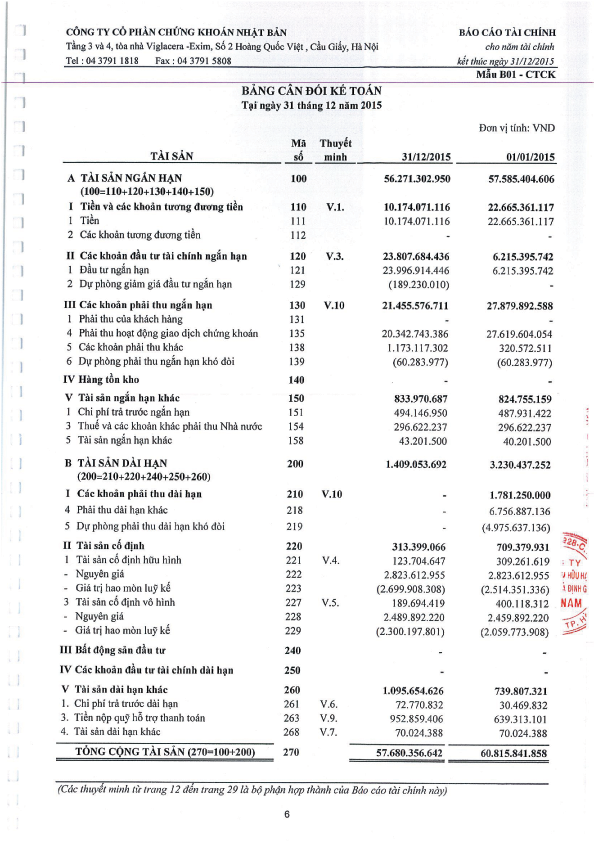 CÔNG TY CỔ PHẦN CHỨNG KHOÁN NHẬT BẢN BÁO CÁO TÀI CHÍNH
Tầng 3 và 4, tòa nhà Viglacera -Exim, Số 2 Hoàng Quốc Việt , Cầu Giấy, Hà Nội cho năm tài chính
Tel : 04 3791 1818 Fax : 04 3791 5808 kết thúc ngày 31/12/2015
Mẫu B01 - CTCK
BẢNG CÂN ĐỐI KẾ TOÁN
Tại ngày 31 tháng 12 năm 2015
Đơn vị tính: VND
TÀI SẢN Mã số Thuyết minh 31/12/2015 01/01/2015
A TÀI SẢN NGẮN HẠN 100 56.271.302.950 57.585.404.606
(100=110+120+130+140+150)
I Tiền và các khoản tương đương tiền 110 V.1. 10.174.071.116 22.665.361.117
1 Tiền 111 10.174.071.116 22.665.361.117
2 Các khoản tương đương tiền 112 - -
II Các khoản đầu tư tài chính ngắn hạn 120 V.3. 23.807.684.436 6.215.395.742
1 Đầu tư ngắn hạn 121 23.996.914.446 6.215.395.742
2 Dự phòng giảm giá đầu tư ngắn hạn 129 (189.230.010) -
III Các khoản phải thu ngắn hạn 130 V.10 21.455.576.711 27.879.892.588
1 Phải thu của khách hàng 131 - -
4 Phải thu hoạt động giao dịch chứng khoán 135 20.342.743.386 27.619.604.054
5 Các khoản phải thu khác 138 1.173.117.302 320.572.511
6 Dự phòng phải thu ngắn hạn khó đòi 139 (60.283.977) (60.283.977)
IV Hàng tồn kho 140 - -
V Tài sản ngắn hạn khác 150 833.970.687 824.755.159
1 Chi phí trả trước ngắn hạn 151 494.146.950 487.931.422
3 Thuế và các khoản khác phải thu Nhà nước 154 296.622.237 296.622.237
5 Tài sản ngắn hạn khác 158 43.201.500 40.201.500
B TÀI SẢN DÀI HẠN 200 1.409.053.692 3.230.437.252
(200=210+220+240+250+260)
I Các khoản phải thu dài hạn 210 V.10 - 1.781.250.000
4 Phải thu dài hạn khác 218 - 6.756.887.136
5 Dự phòng phải thu dài hạn khó đòi 219 - (4.975.637.136)
II Tài sản cố định 220 313.399.066 709.379.931
1 Tài sản cố định hữu hình 221 V.4. 123.704.647 309.261.619
- Nguyên giá 222 2.823.612.955 2.823.612.955
- Giá trị hao mòn luỹ kế 223 (2.699.908.308) (2.514.351.336)
3 Tài sản cố định vô hình 227 V.5. 189.694.419 400.118.312
- Nguyên giá 228 2.489.892.220 2.459.892.220
- Giá trị hao mòn luỹ kế 229 (2.300.197.801) (2.059.773.908)
III Bất động sản đầu tư 240 - -
IV Các khoản đầu tư tài chính dài hạn 250 - -
V Tài sản dài hạn khác 260 1.095.654.626 739.807.321
1. Chi phí trả trước dài hạn 261 V.6. 72.770.832 30.469.832
3. Tiền nộp quỹ hỗ trợ thanh toán 263 V.9. 952.859.406 639.313.101
4. Tài sản dài hạn khác 268 V.7. 70.024.388 70.024.388
TỔNG CỘNG TÀI SẢN (270=100+200) 270 57.680.356.642 60.815.841.858
(Các thuyết minh từ trang 12 đến trang 29 là bộ phận hợp thành của Báo cáo tài chính này)
6